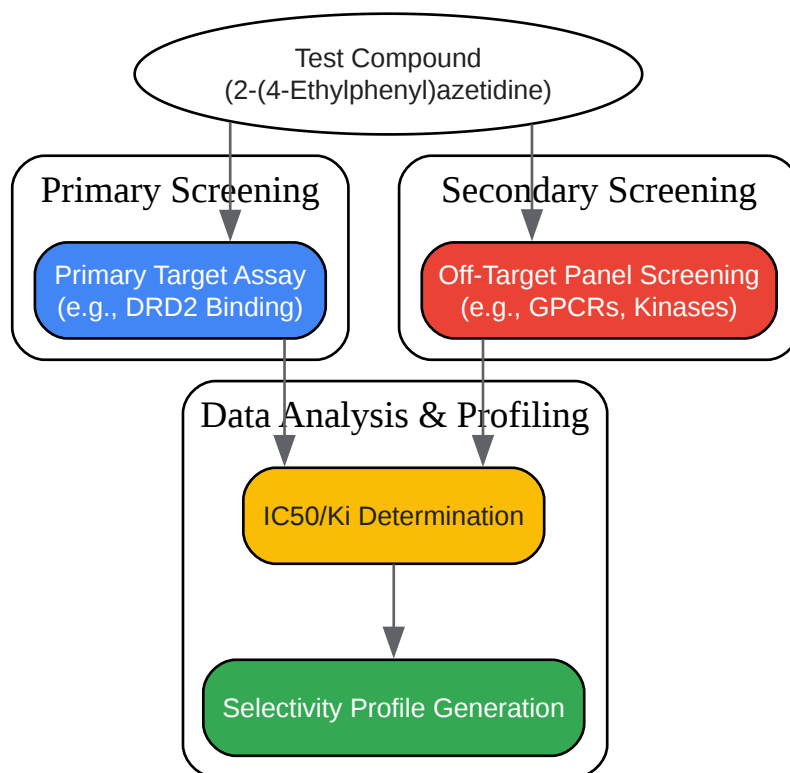 Test Compound
(2-(4-Ethylphenyl)azetidine)
Primary Screening
Secondary Screening
Primary Target Assay
(e.g., DRD2 Binding)
Off-Target Panel Screening
(e.g., GPCRs, Kinases)
Data Analysis & Profiling
IC50/Ki Determination
Selectivity Profile Generation